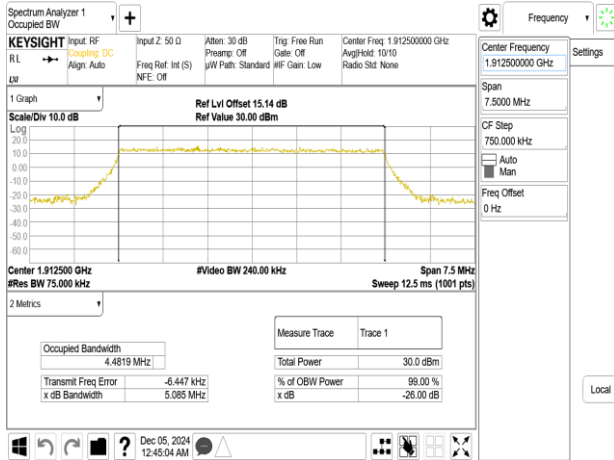 Spectrum Analyzer 1
Occupied BW
KEYSIGHT
RL
LXI
Input: RF
Coupling: DC
Align: Auto
Input Z: 50 Ω
Freq Ref: Int (S)
NFE: Off
Atten: 30 dB
Preamp: Off
µW Path: Standard
Trig: Free Run
Gate: Off
#IF Gain: Low
Center Freq: 1.912500000 GHz
Avg|Hold: 10/10
Radio Std: None
1 Graph
Scale/Div 10.0 dB
Ref Lvl Offset 15.14 dB
Ref Value 30.00 dBm
Log
20.0
10.0
0.00
-10.0
-20.0
-30.0
-40.0
-50.0
-60.0
Center 1.912500 GHz
#Res BW 75.000 kHz
#Video BW 240.00 kHz
Span 7.5 MHz
Sweep 12.5 ms (1001 pts)
2 Metrics
Occupied Bandwidth
4.4819 MHz
Transmit Freq Error -6.447 kHz
x dB Bandwidth 5.085 MHz
Measure Trace Trace 1
Total Power 30.0 dBm
% of OBW Power 99.00 %
x dB -26.00 dB
Frequency
Settings
Center Frequency
1.912500000 GHz
Span
7.5000 MHz
CF Step
750.000 kHz
Auto
Man
Freq Offset
0 Hz
Local
?
Dec 05, 2024
12:45:04 AM